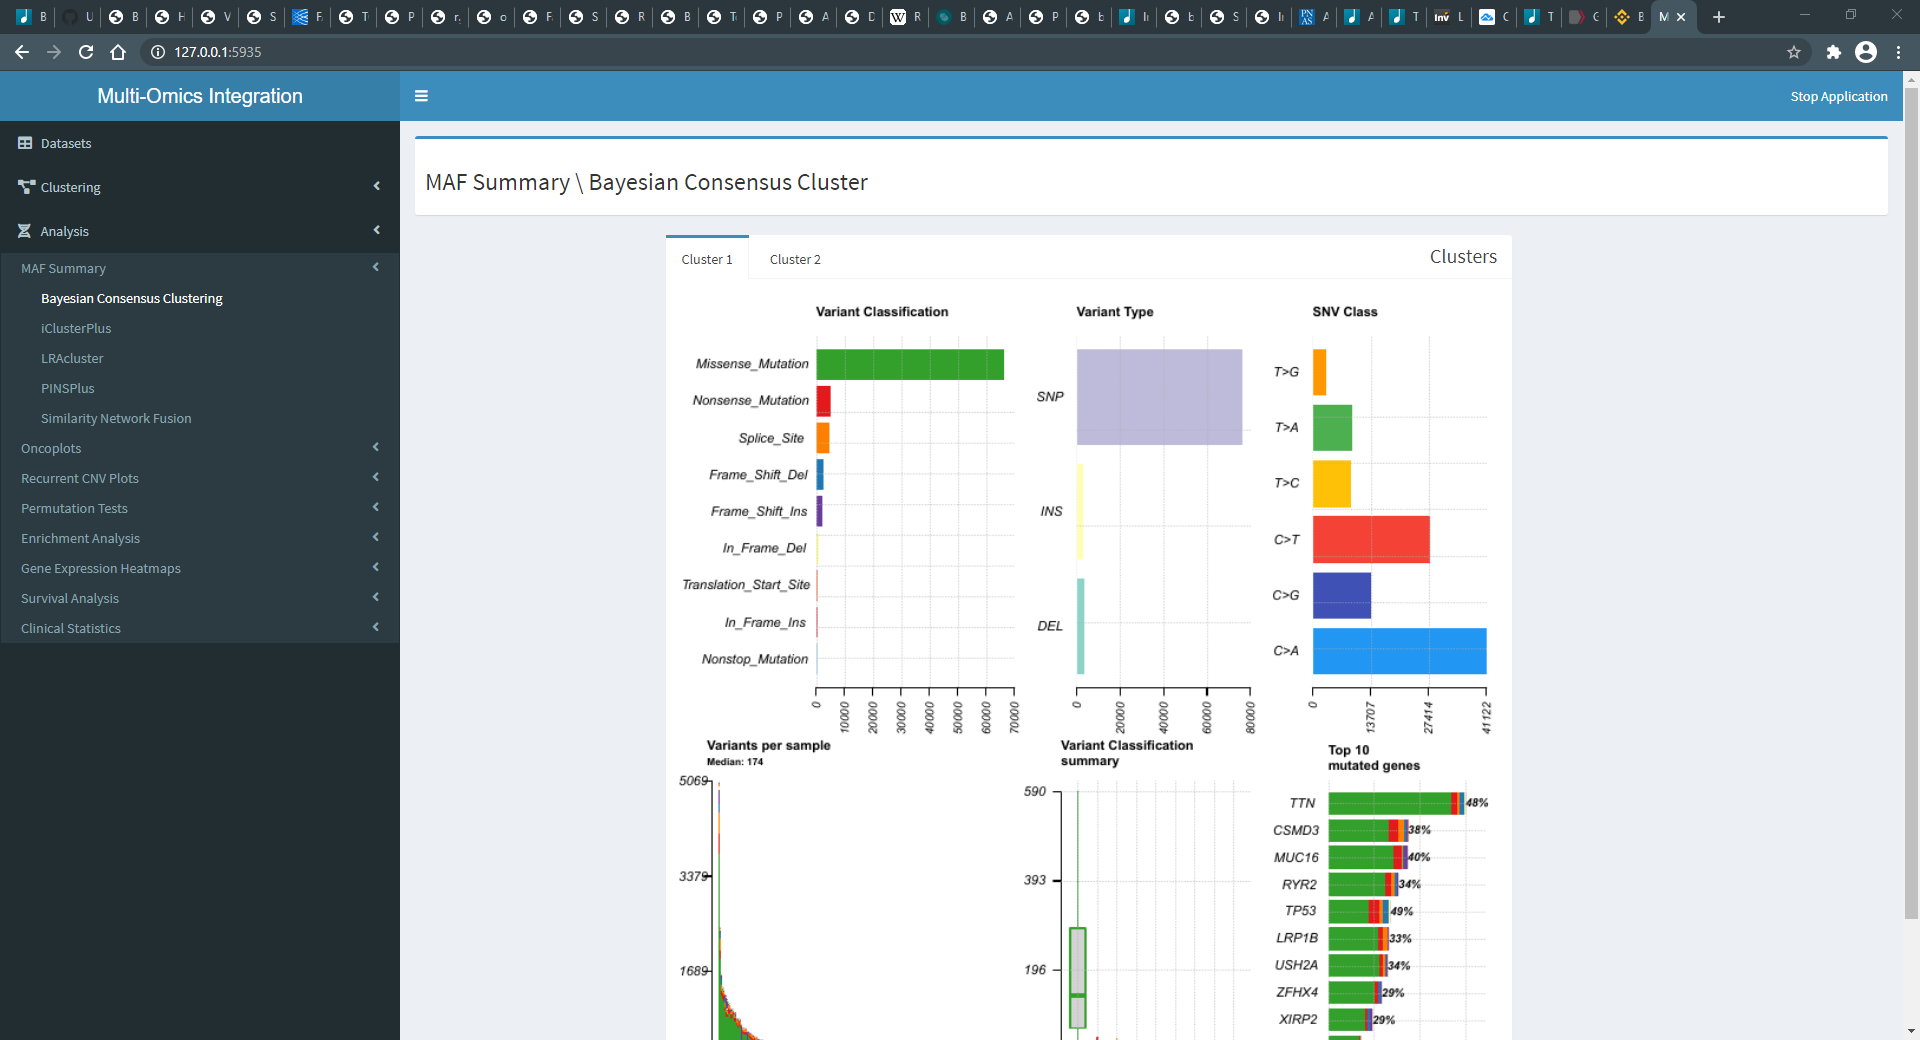 127.0.0.1:5935
Multi-Omics Integration
Stop Application
Datasets
Clustering
Analysis
MAF Summary
Bayesian Consensus Clustering
iClusterPlus
LRAcluster
PINSPlus
Similarity Network Fusion
Oncoplots
Recurrent CNV Plots
Permutation Tests
Enrichment Analysis
Gene Expression Heatmaps
Survival Analysis
Clinical Statistics
MAF Summary \ Bayesian Consensus Cluster
Cluster 1
Cluster 2
Clusters
Variant Classification
Missense_Mutation
Nonsense_Mutation
Splice_Site
Frame_Shift_Del
Frame_Shift_Ins
In_Frame_Del
Translation_Start_Site
In_Frame_Ins
Nonstop_Mutation
0
10000
20000
30000
40000
50000
60000
70000
Variant Type
SNP
INS
DEL
0
20000
40000
60000
80000
SNV Class
T>G
T>A
T>C
C>T
C>G
C>A
0
13707
27414
41122
Variants per sample
Median: 174
5069
3379
1689
Variant Classification
summary
590
393
196
Top 10
mutated genes
TTN 48%
CSMD3 38%
MUC16 40%
RYR2 34%
TP53 49%
LRP1B 33%
USH2A 34%
ZFHX4 29%
XIRP2 29%